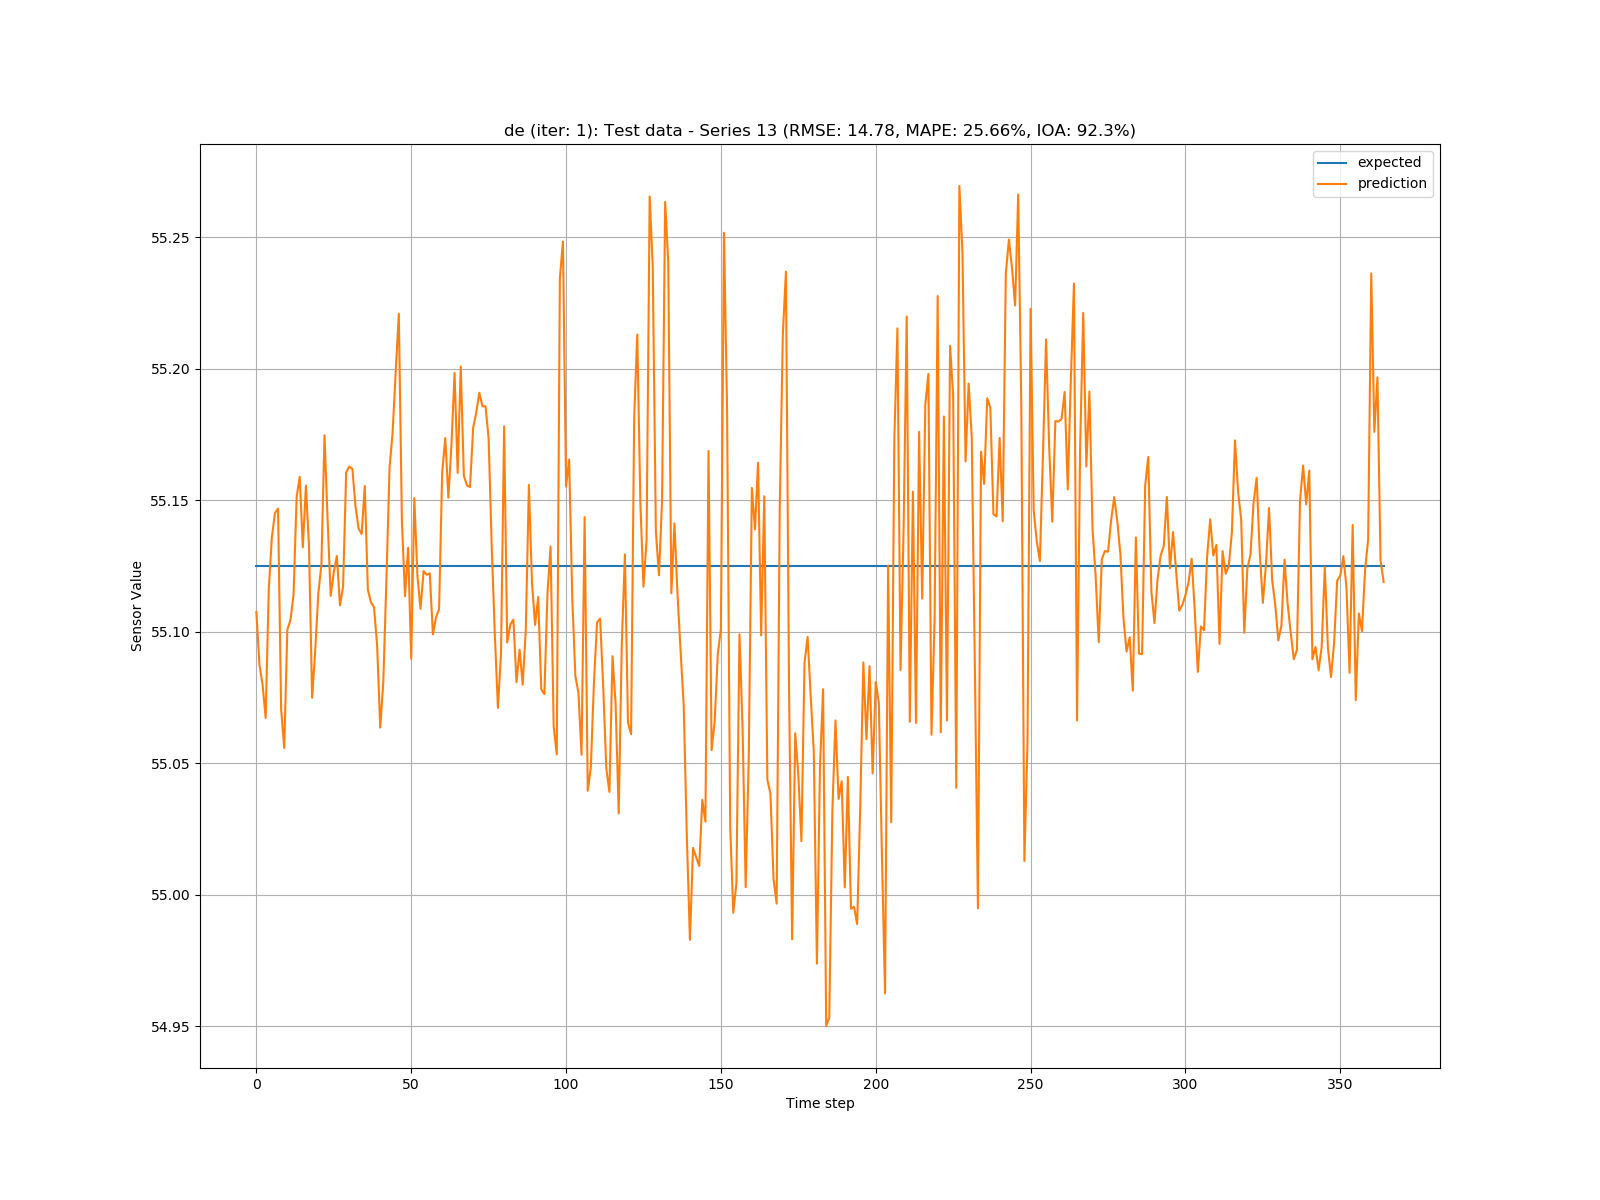 de (iter: 1): Test data - Series 13 (RMSE: 14.78, MAPE: 25.66%, IOA: 92.3%)
expected
prediction
55.25
55.20
55.15
55.10
55.05
55.00
54.95
Sensor Value
0 50 100 150 200 250 300 350
Time step